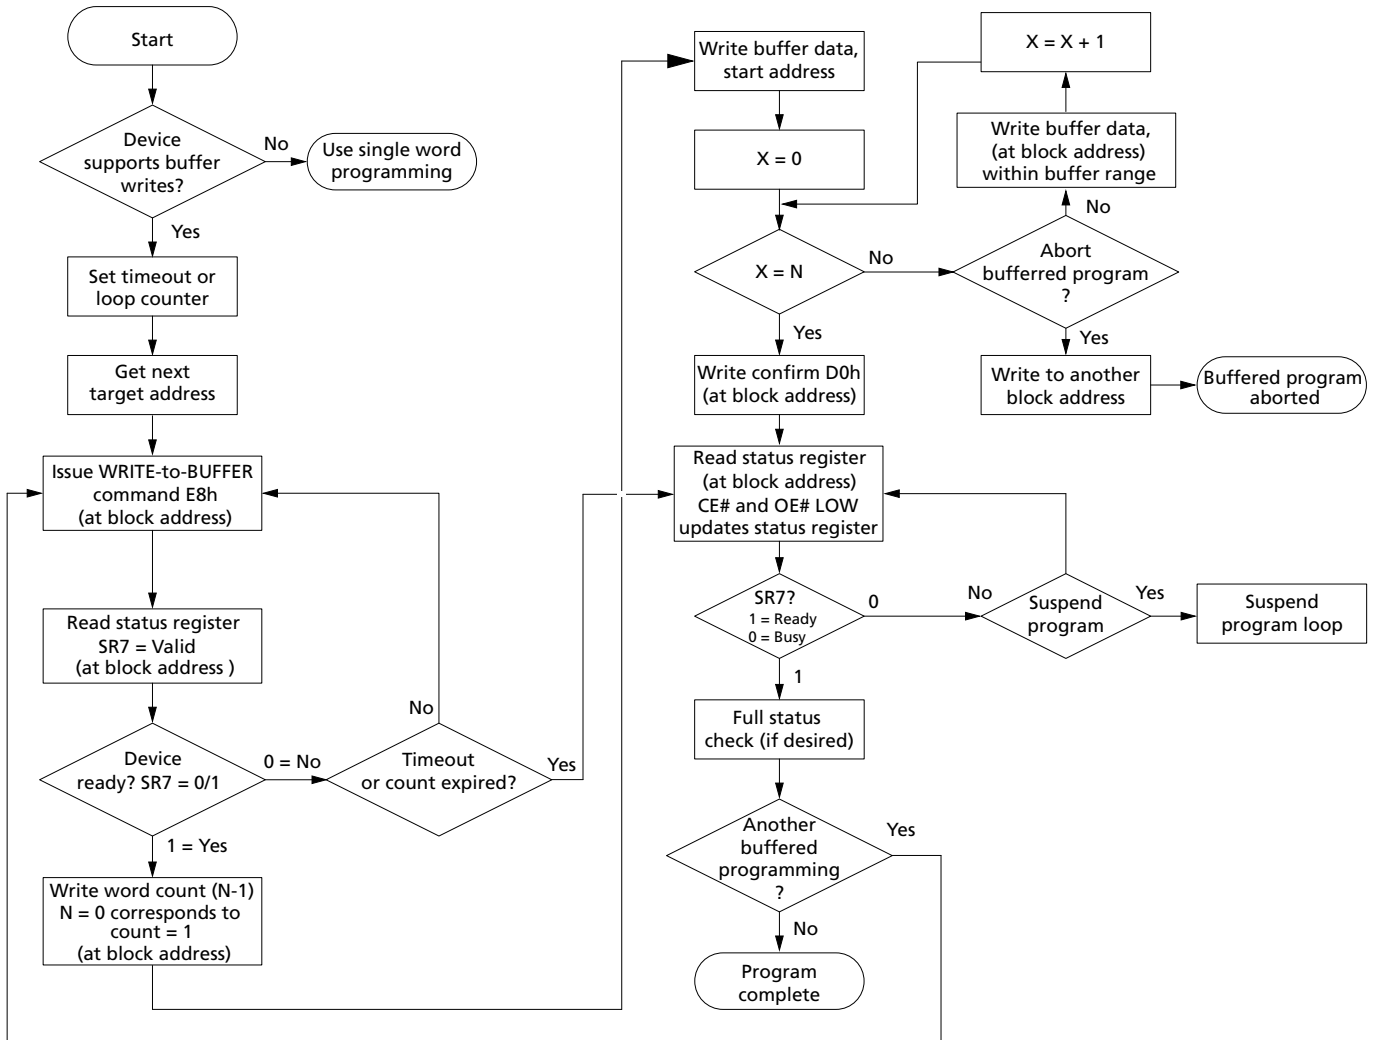 Start
Device
supports buffer
writes?
No
Use single word
programming
Yes
Set timeout or
loop counter
Get next
target address
Issue WRITE-to-BUFFER
command E8h
(at block address)
Read status register
SR7 = Valid
(at block address )
Device
ready? SR7 = 0/1
0 = No
Timeout
or count expired?
No
Yes
1 = Yes
Write word count (N-1)
N = 0 corresponds to
count = 1
(at block address)
Write buffer data,
start address
X = 0
X = N
No
Abort
bufferred program
?
No
Write buffer data,
(at block address)
within buffer range
X = X + 1
Yes
Write to another
block address
Buffered program
aborted
Yes
Write confirm D0h
(at block address)
Read status register
(at block address)
CE# and OE# LOW
updates status register
SR7?
1 = Ready
0 = Busy
0
No
Suspend
program
Yes
Suspend
program loop
1
Full status
check (if desired)
Another
buffered
programming
?
Yes
No
Program
complete